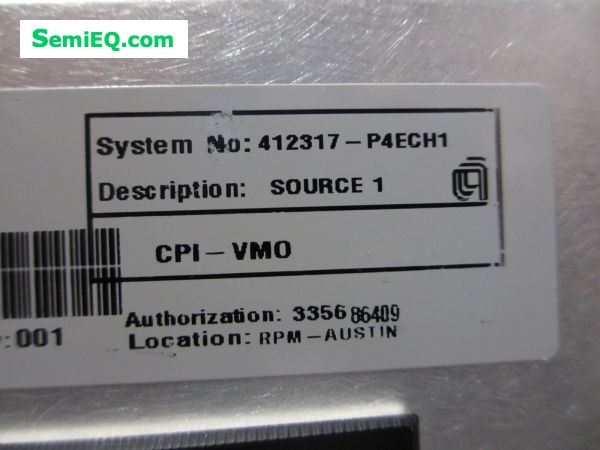 SemiEQ.com
System No: 412317-P4ECH1
Description: SOURCE 1
CPI-VMO
Authorization: 3356 86409
:001
Location: RPM-AUSTIN